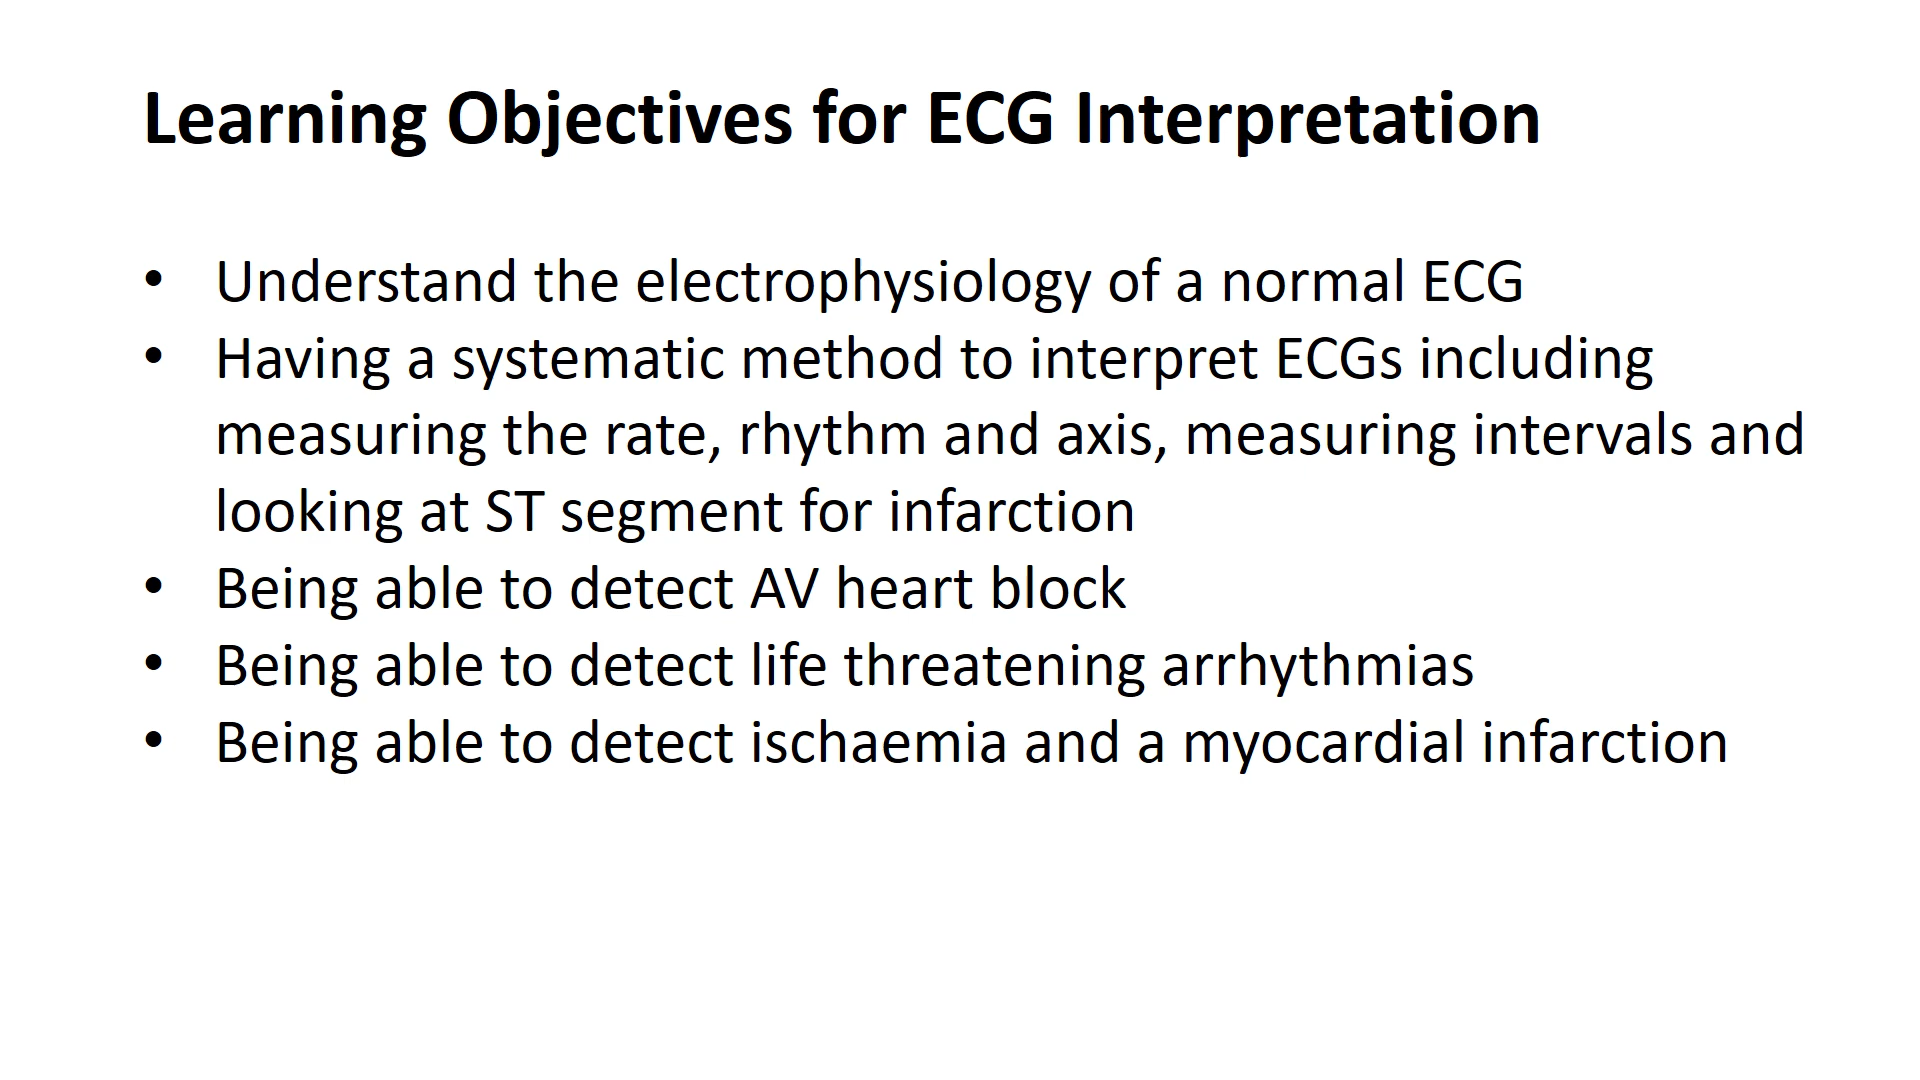 Learning Objectives for ECG Interpretation
• Understand the electrophysiology of a normal ECG
• Having a systematic method to interpret ECGs including
measuring the rate, rhythm and axis, measuring intervals and
looking at ST segment for infarction
• Being able to detect AV heart block
• Being able to detect life threatening arrhythmias
• Being able to detect ischaemia and a myocardial infarction